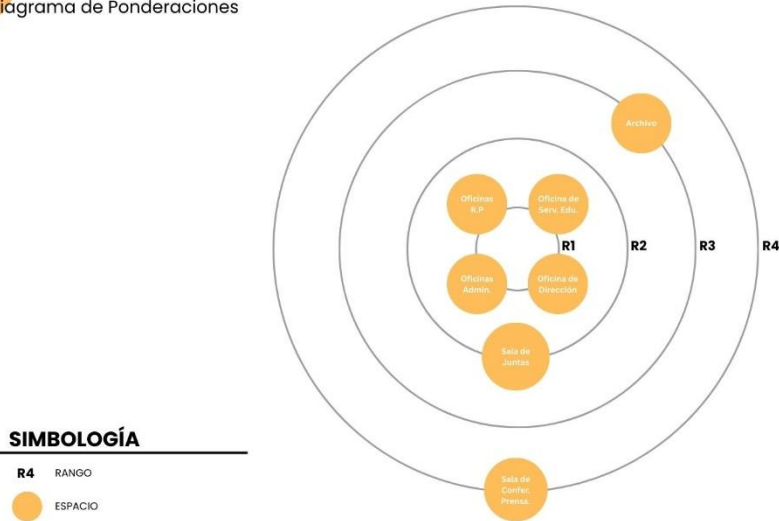 iagrama de Ponderaciones
Archivo
Oficinas
R.P
Oficina de
Serv. Edu.
R1
R2
R3
R4
Oficinas
Admin.
Oficina de
Dirección
Sala de
Juntas
SIMBOLOGÍA
R4 RANGO
ESPACIO
Sala de
Confer.
Prensa.